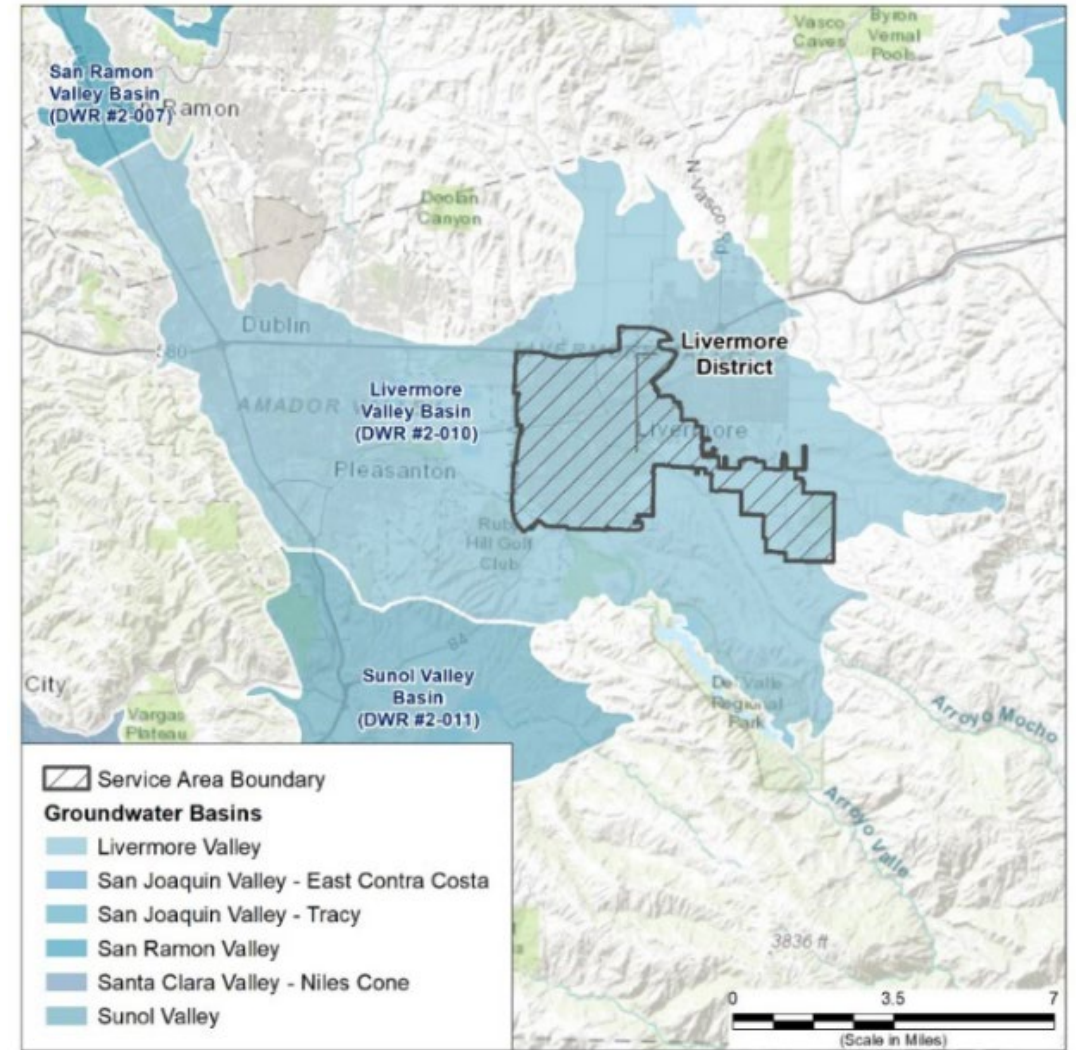 Vasco
Caves
Byron
Vernal
Pools
San Ramon
Valley Basin
(DWR #2-007)
Ramon
N Vasco Rd
Doolan
Canyon
Dublin
580
Livermore
District
Livermore
Valley Basin
(DWR #2-010)
AMADOR
Livermore
Pleasanton
Ruby
Hill Golf
Club
84
Sunol Valley
Basin
(DWR #2-011)
City
Vargas
Plateau
Del Valle
Regional
Park
Arroyo Mocho
Arroyo Valle
3836 ft
Service Area Boundary
Groundwater Basins
Livermore Valley
San Joaquin Valley - East Contra Costa
San Joaquin Valley - Tracy
San Ramon Valley
Santa Clara Valley - Niles Cone
Sunol Valley
0 3.5 7
(Scale in Miles)